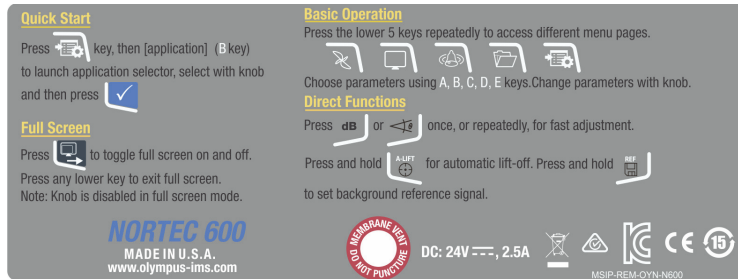 Quick Start
Press key, then [application] (B key)
to launch application selector, select with knob
and then press
Full Screen
Press to toggle full screen on and off.
Press any lower key to exit full screen.
Note: Knob is disabled in full screen mode.
NORTEC 600
MADE IN U.S.A.
www.olympus-ims.com
Basic Operation
Press the lower 5 keys repeatedly to access different menu pages.
Choose parameters using A, B, C, D, E keys.Change parameters with knob.
Direct Functions
Press dB or θ once, or repeatedly, for fast adjustment.
Press and hold A-LIFT for automatic lift-off. Press and hold REF
to set background reference signal.
MEMBRANE VENT
DO NOT PUNCTURE
DC: 24V ⎓, 2.5A
CE
15
MSIP-REM-OYN-N600